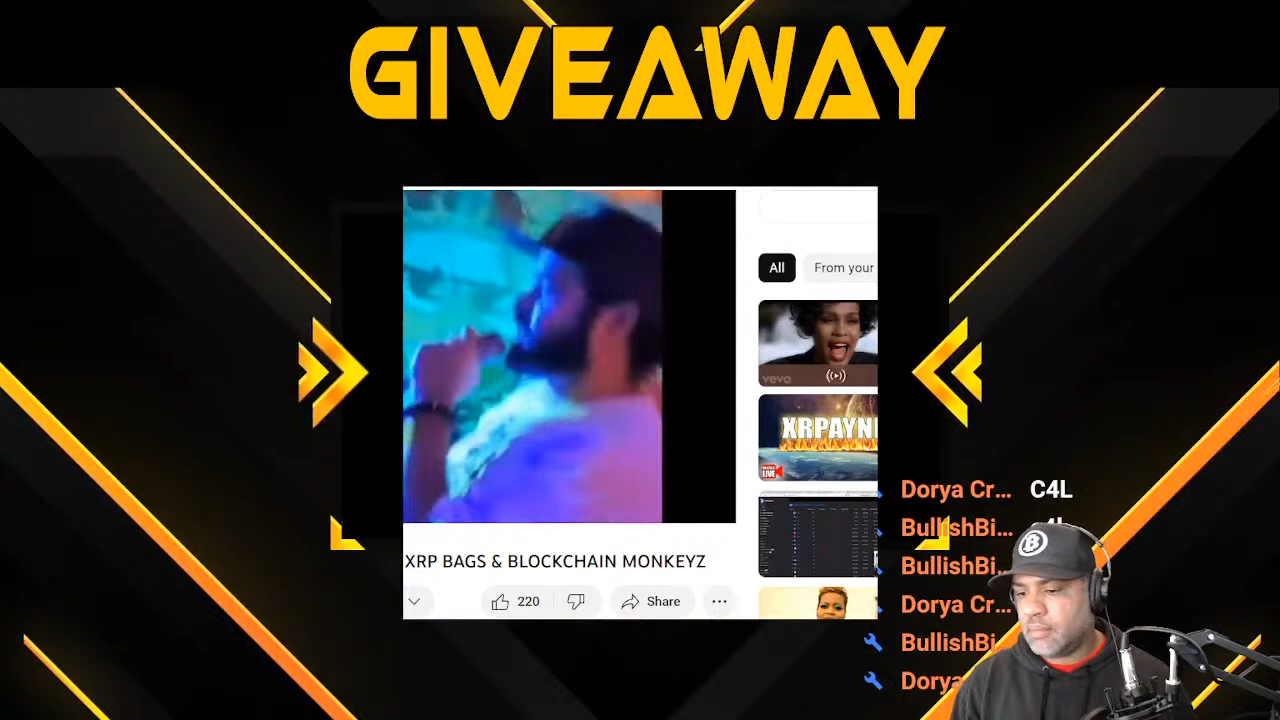 GIVEAWAY
All
From your
vevo
XRPAYN
LIVE
Dorya Cr... C4L
BullishBi...
XRP BAGS & BLOCKCHAIN MONKEYZ
BullishBi...
220
Share
Dorya Cr...
BullishBi
Dorya